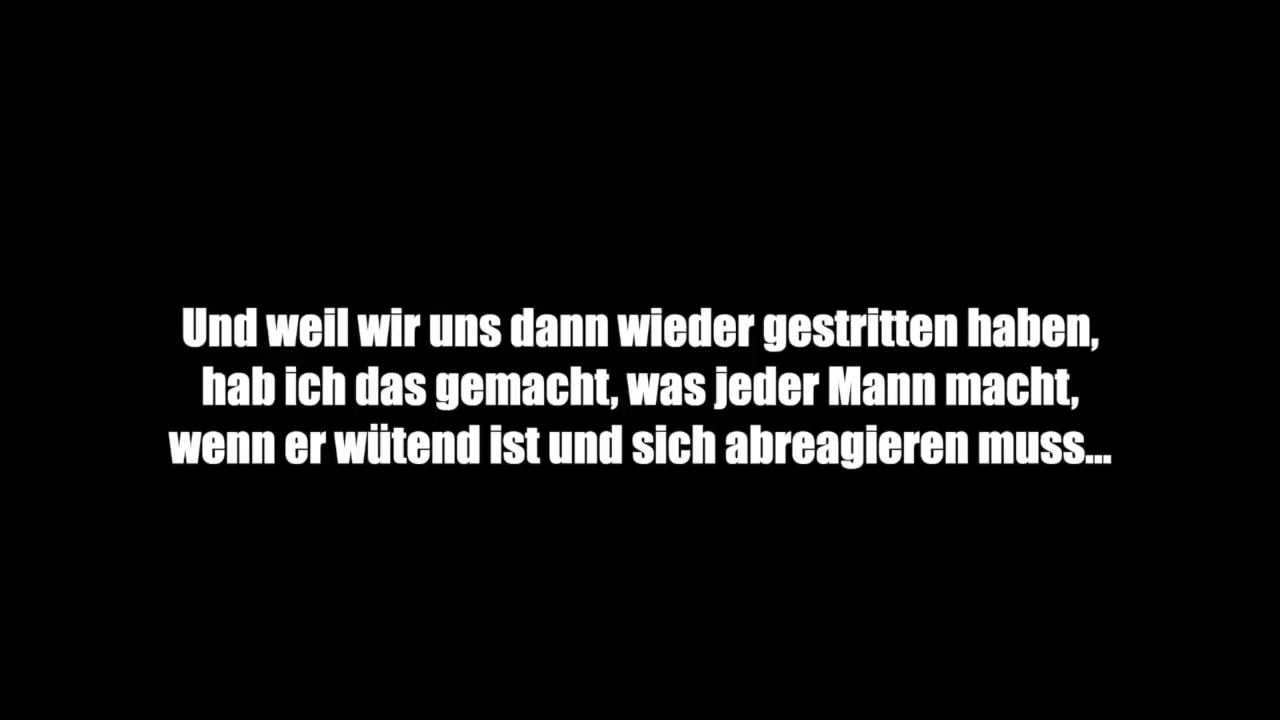 Und weil wir uns dann wieder gestritten haben,
hab ich das gemacht, was jeder Mann macht,
wenn er wütend ist und sich abreagieren muss...